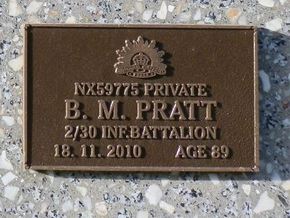 NX59775 PRIVATE
B. M. PRATT
2/30 INF.BATTALION
18. 11. 2010 AGE 89